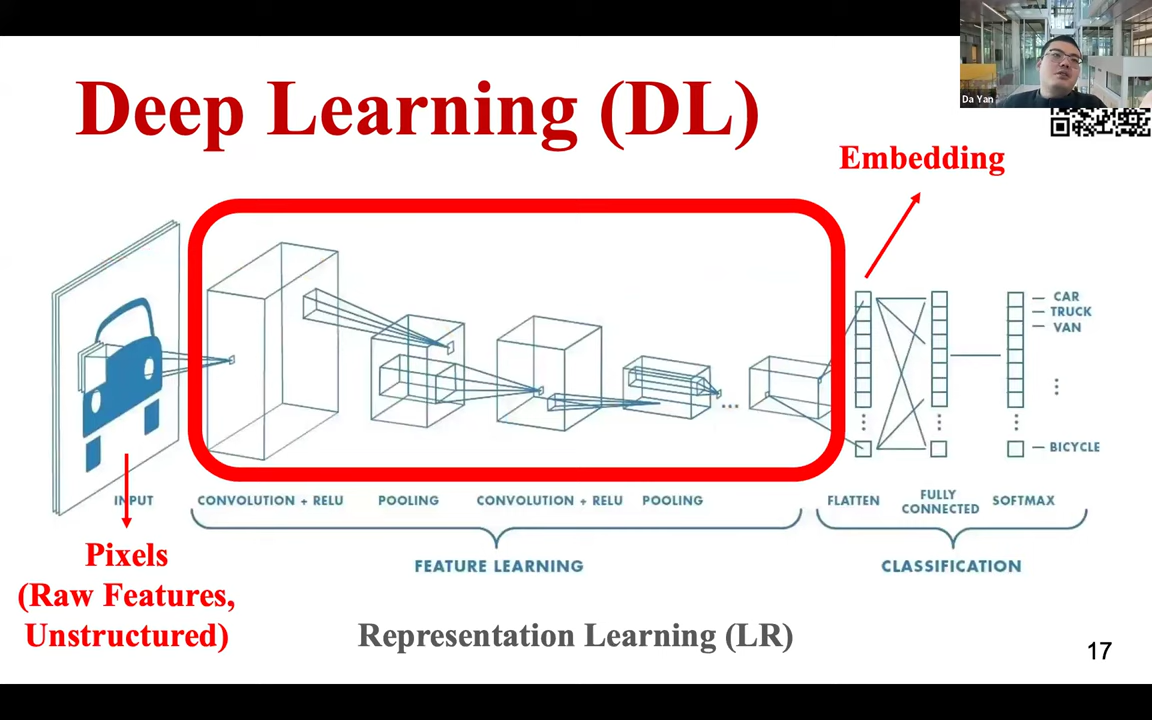 Deep Learning (DL)
Da Yan
Embedding
CAR
TRUCK
VAN
BICYCLE
INPUT
CONVOLUTION + RELU
POOLING
CONVOLUTION + RELU
POOLING
FLATTEN
FULLY
CONNECTED
SOFTMAX
FEATURE LEARNING
CLASSIFICATION
Pixels
(Raw Features,
Unstructured)
Representation Learning (LR)
17